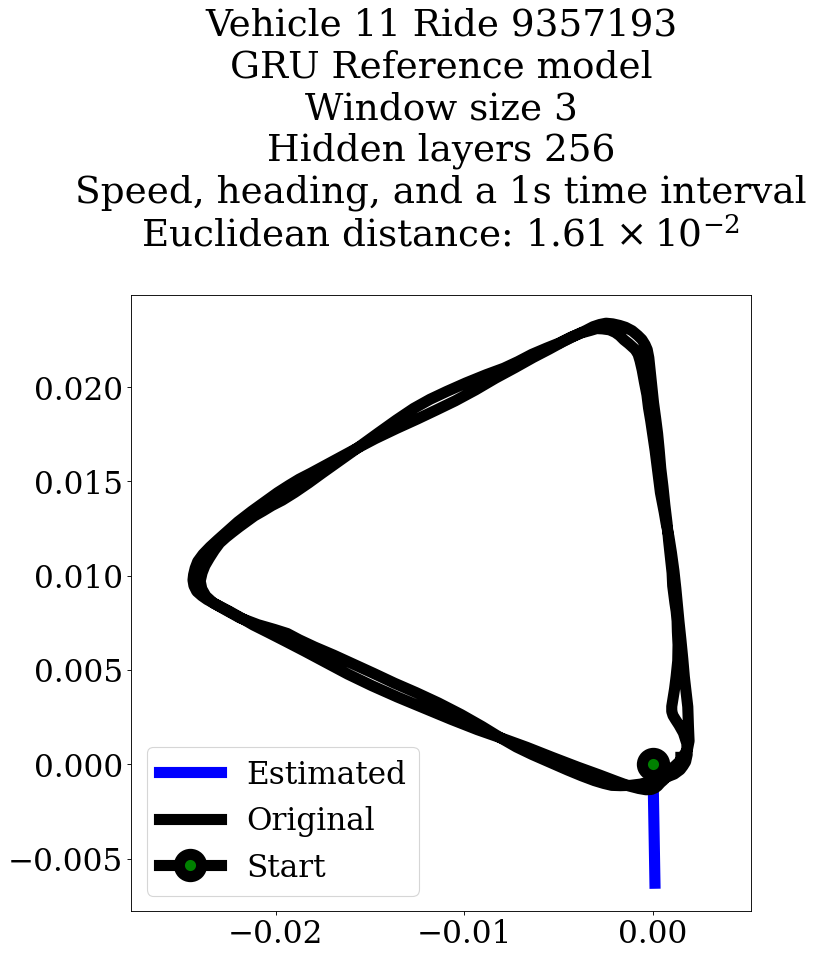 Vehicle 11 Ride 9357193
GRU Reference model
Window size 3
Hidden layers 256
Speed, heading, and a 1s time interval
Euclidean distance: 1.61 × 10⁻²
0.020
0.015
0.010
0.005
0.000
−0.005
Estimated
Original
Start
−0.02
−0.01
0.00